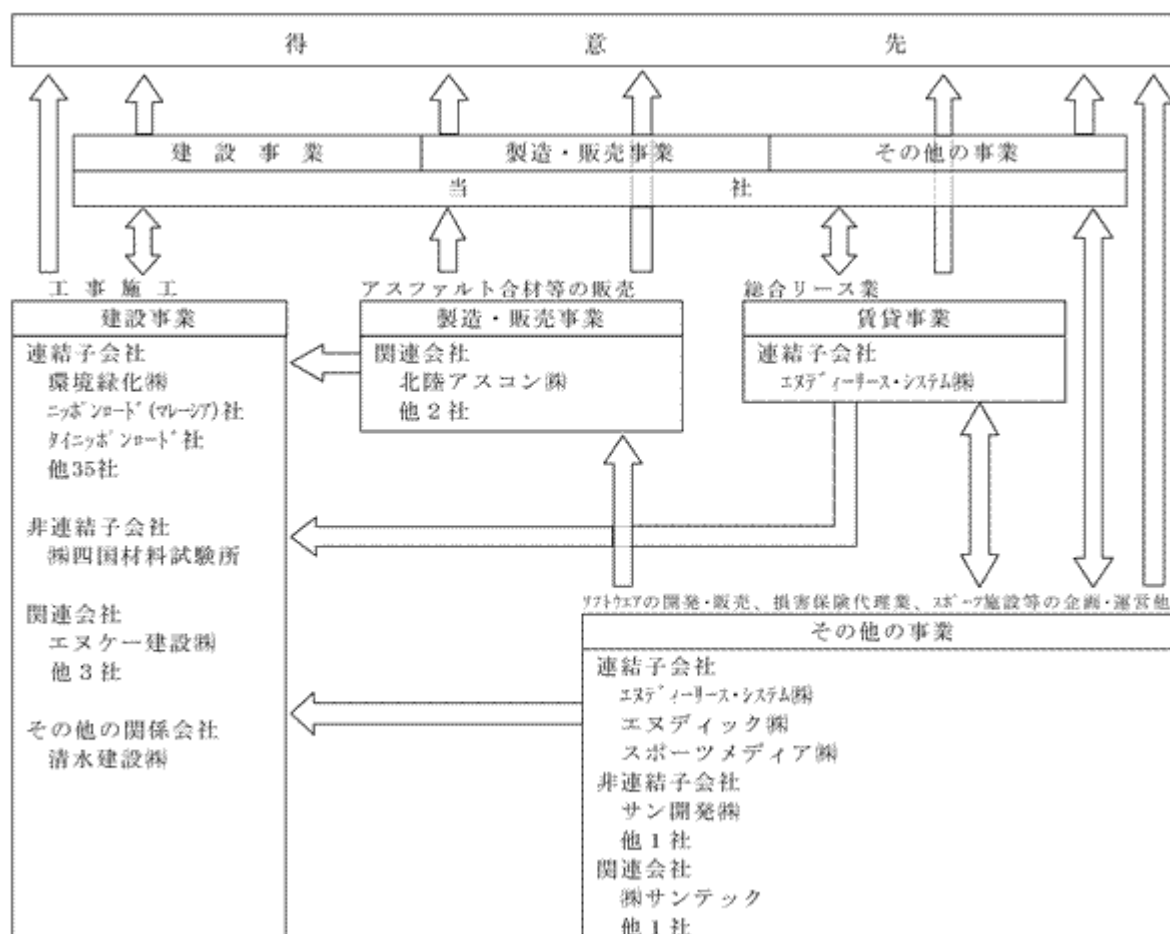 得意先
建設事業
製造・販売事業
その他の事業
当社
工事施工
建設事業
連結子会社
環境緑化㈱
ニッポンロード(マレーシア)社
タイニッポンロード社
他35社
非連結子会社
㈱四国材料試験所
関連会社
エヌケー建設㈱
他3社
その他の関係会社
清水建設㈱
アスファルト合材等の販売
製造・販売事業
関連会社
北陸アスコン㈱
他2社
総合リース業
賃貸事業
連結子会社
エヌディーリース・システム㈱
ソフトウエアの開発・販売、損害保険代理業、スポーツ施設等の企画・運営他
その他の事業
連結子会社
エヌディーリース・システム㈱
エヌディック㈱
スポーツメディア㈱
非連結子会社
サン開発㈱
他1社
関連会社
㈱サンテック
他1社